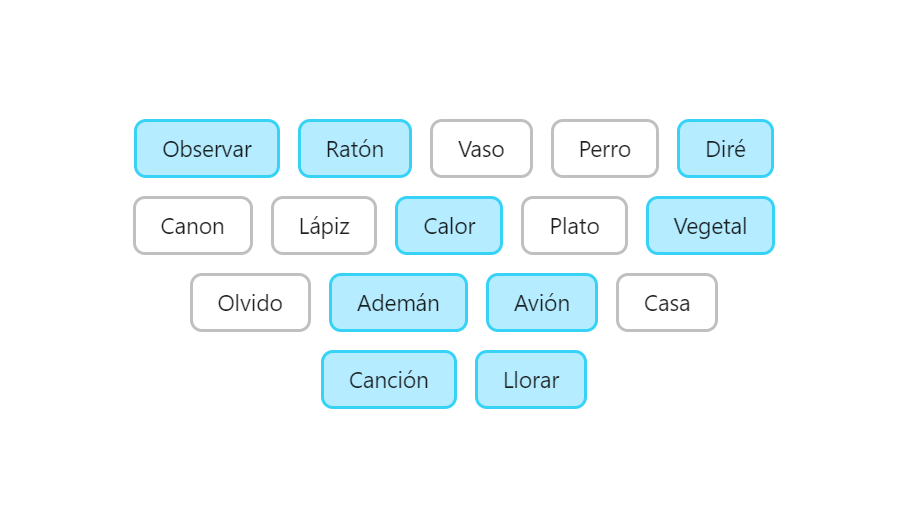 Observar Ratón Vaso Perro Diré
Canon Lápiz Calor Plato Vegetal
Olvido Ademán Avión Casa
Canción Llorar